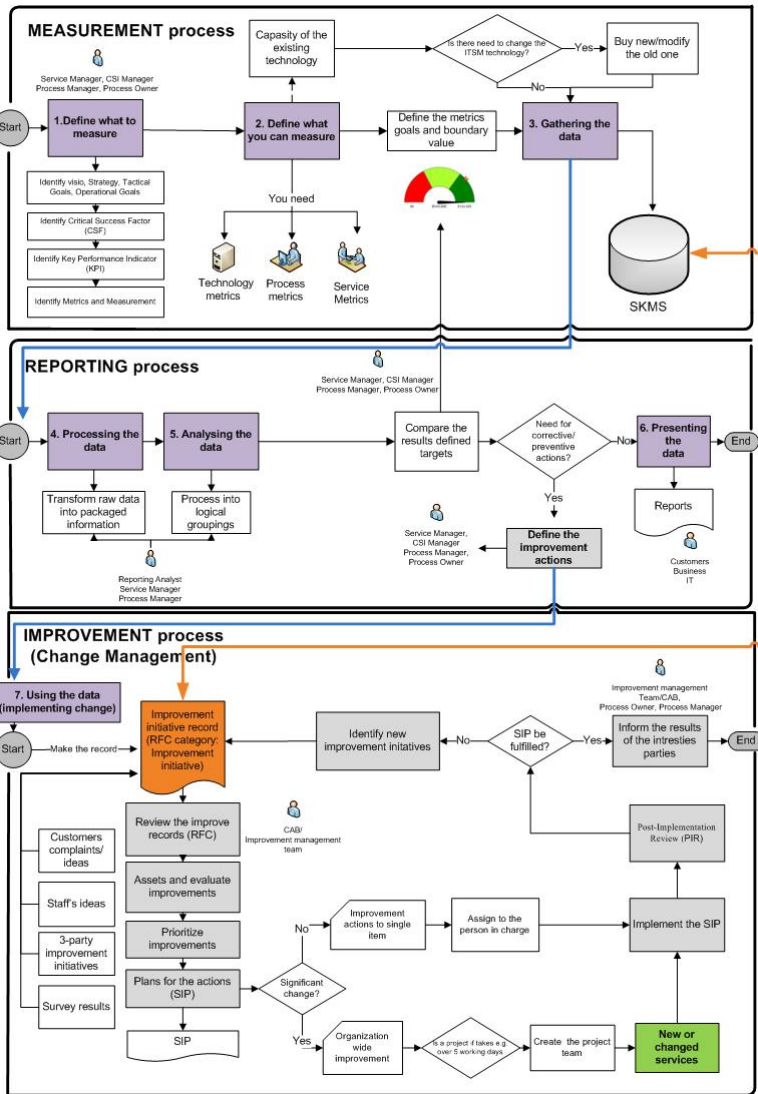 MEASUREMENT process
Service Manager, CSI Manager
Process Manager, Process Owner
Capasity of the
existing
technology
Is there need to change the
ITSM technology?
Yes
Buy new/modify
the old one
No
Start
1.Define what to
measure
2. Define what
you can measure
Define the metrics
goals and boundary
value
3. Gathering the
data
Identify visio, Strategy, Tactical
Goals, Operational Goals
Identify Critical Success Factor
(CSF)
Identify Key Performance Indicator
(KPI)
Identify Metrics and Measurement
You need
Technology
metrics
Process
metrics
Service
Metrics
SKMS
REPORTING process
Service Manager, CSI Manager
Process Manager, Process Owner
Start
4. Processing the
data
5. Analysing the
data
Compare the
results defined
targets
Need for
corrective/
preventive
actions?
No
6. Presenting
the
data
End
Yes
Transform raw data
into packaged
information
Process into
logical
groupings
Reporting Analyst
Service Manager
Process Manager
Service Manager,
CSI Manager
Process Manager,
Process Owner
Define the
improvement
actions
Reports
Customers
Business
IT
IMPROVEMENT process
(Change Management)
7. Using the data
(implementing change)
Start
Make the record
Improvement
initiative record
(RFC category:
Improvement
initiative)
Identify new
improvement initatives
No
SIP be
fulfilled?
Yes
Improvement management
Team/CAB,
Process Owner, Process Manager
Inform the results
of the intresties
parties
End
Review the improve
records (RFC)
CAB/
Improvement management
team
Post-Implementation
Review (PIR)
Customers
complaints/
ideas
Assets and evaluate
improvements
Staff's ideas
Prioritize
improvements
No
Improvement
actions to single
item
Assign to the
person in charge
Implement the SIP
3-party
improvement
initiatives
Plans for the actions
(SIP)
Significant
change?
Survey results
SIP
Yes
Organization
wide
improvement
Is a project if takes e.g.
over 5 working days
Create the project
team
New or
changed
services